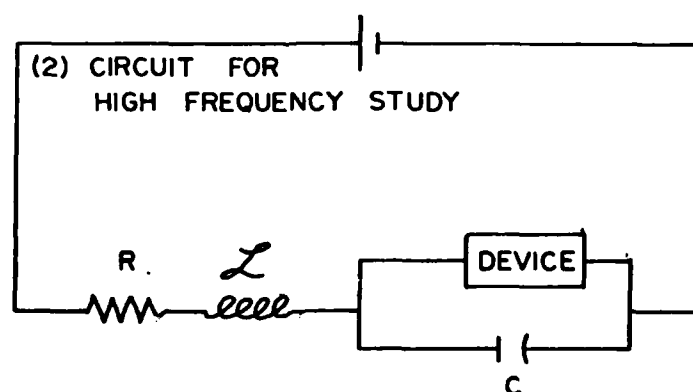 (2) CIRCUIT FOR
HIGH FREQUENCY STUDY
R.
L
DEVICE
C